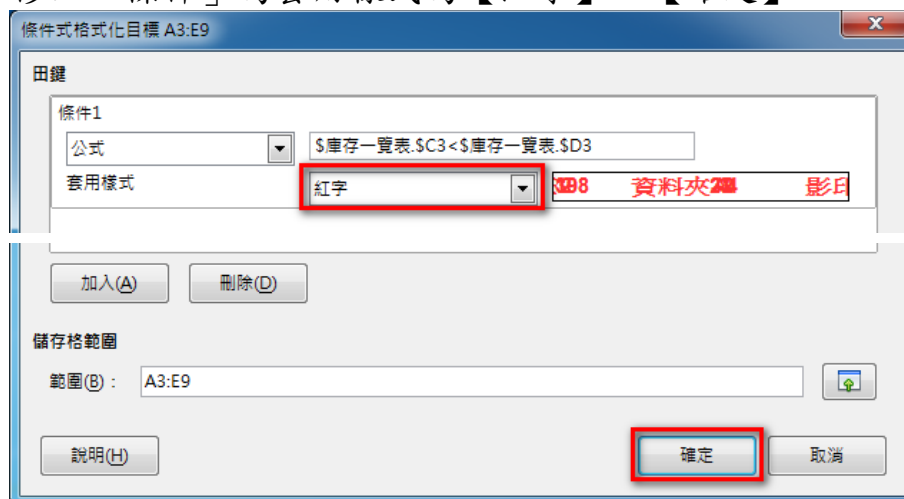 條件式格式化目標 A3:E9
田鍵
條件1
公式 $庫存一覽表.$C3<$庫存一覽表.$D3
套用樣式 紅字 資料夾 影印
加入(A) 刪除(D)
儲存格範圍
範圍(B)： A3:E9
說明(H) 確定 取消